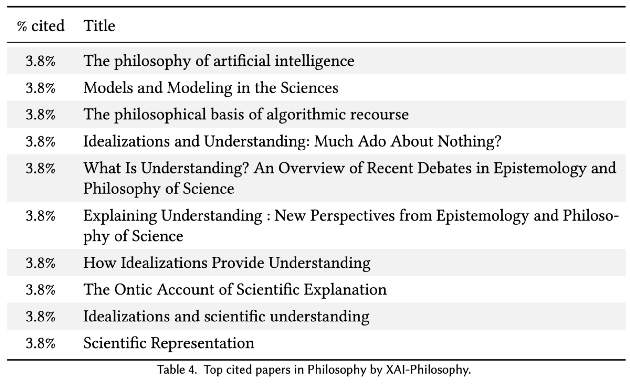 % cited Title
3.8% The philosophy of artificial intelligence
3.8% Models and Modeling in the Sciences
3.8% The philosophical basis of algorithmic recourse
3.8% Idealizations and Understanding: Much Ado About Nothing?
3.8% What Is Understanding? An Overview of Recent Debates in Epistemology and
Philosophy of Science
3.8% Explaining Understanding : New Perspectives from Epistemology and Philoso-
phy of Science
3.8% How Idealizations Provide Understanding
3.8% The Ontic Account of Scientific Explanation
3.8% Idealizations and scientific understanding
3.8% Scientific Representation
Table 4. Top cited papers in Philosophy by XAI-Philosophy.